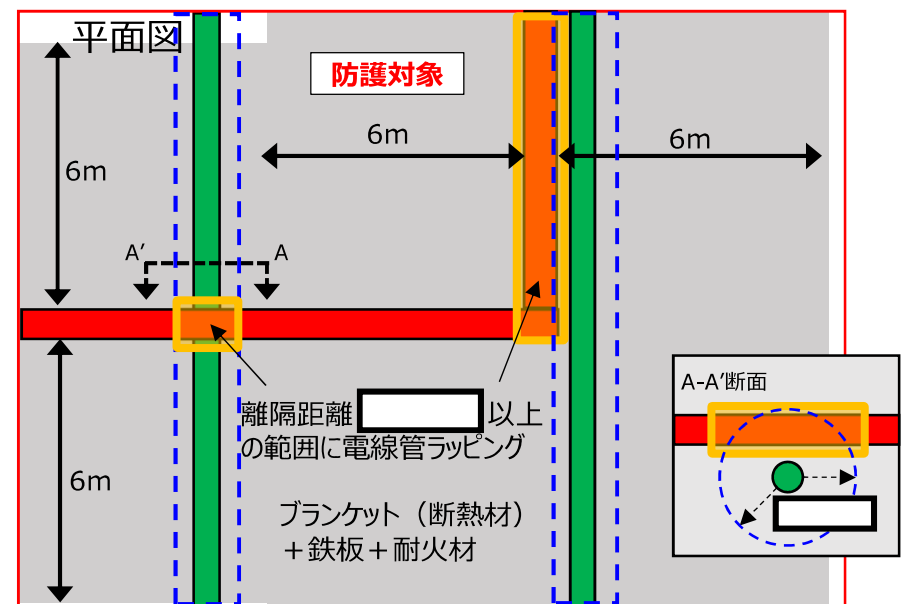 平面図
防護対象
6m
6m
6m
A’
A
離隔距離 以上
の範囲に電線管ラッピング
6m
ブランケット（断熱材）
＋鉄板＋耐火材
A-A’断面